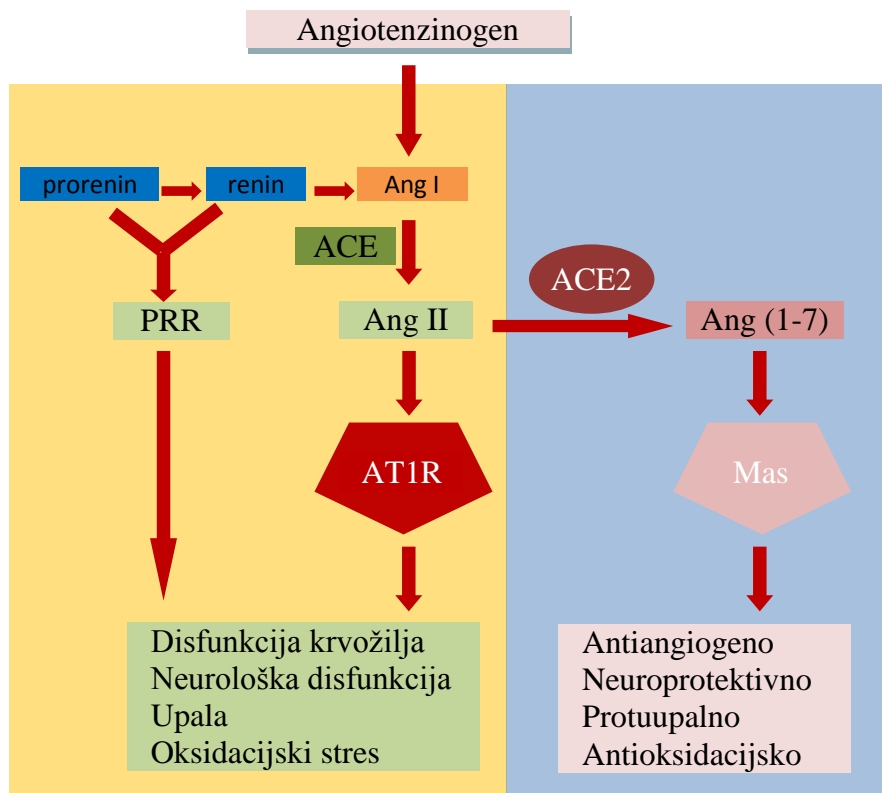 Angiotenzinogen
prorenin
renin
Ang I
ACE
ACE2
PRR
Ang II
Ang (1-7)
AT1R
Mas
Disfunkcija krvožilja
Neurološka disfunkcija
Upala
Oksidacijski stres
Antiangiogeno
Neuroprotektivno
Protuupalno
Antioksidacijsko